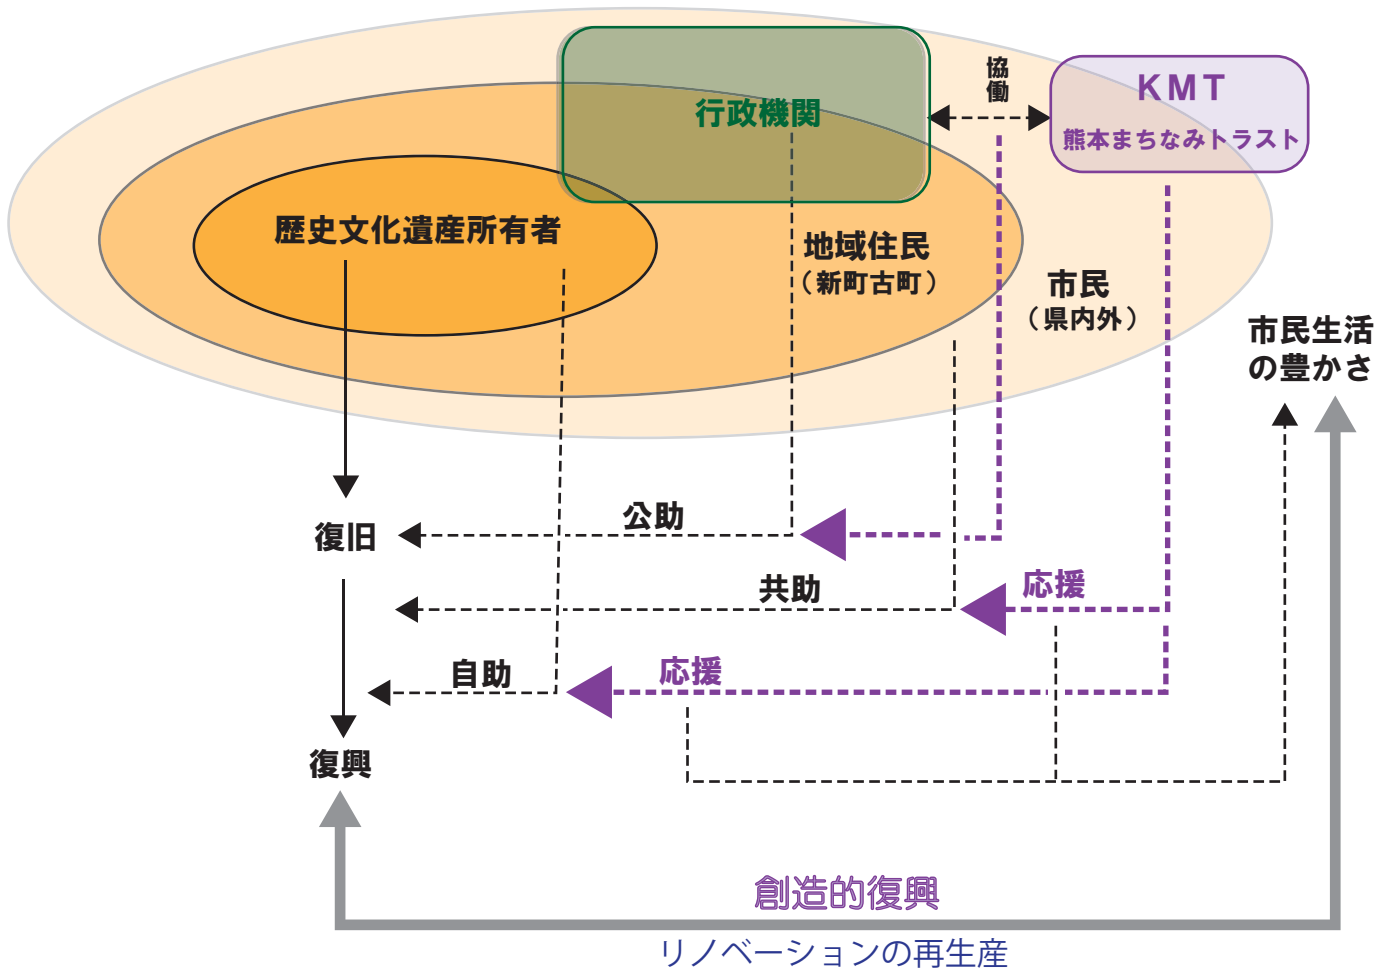 協
働
KMT
熊本まちなみトラスト
行政機関
歴史文化遺産所有者
地域住民
（新町古町）
市民
（県内外）
市民生活
の豊かさ
公助
復旧
共助
応援
自助
応援
復興
創造的復興
リノベーションの再生産